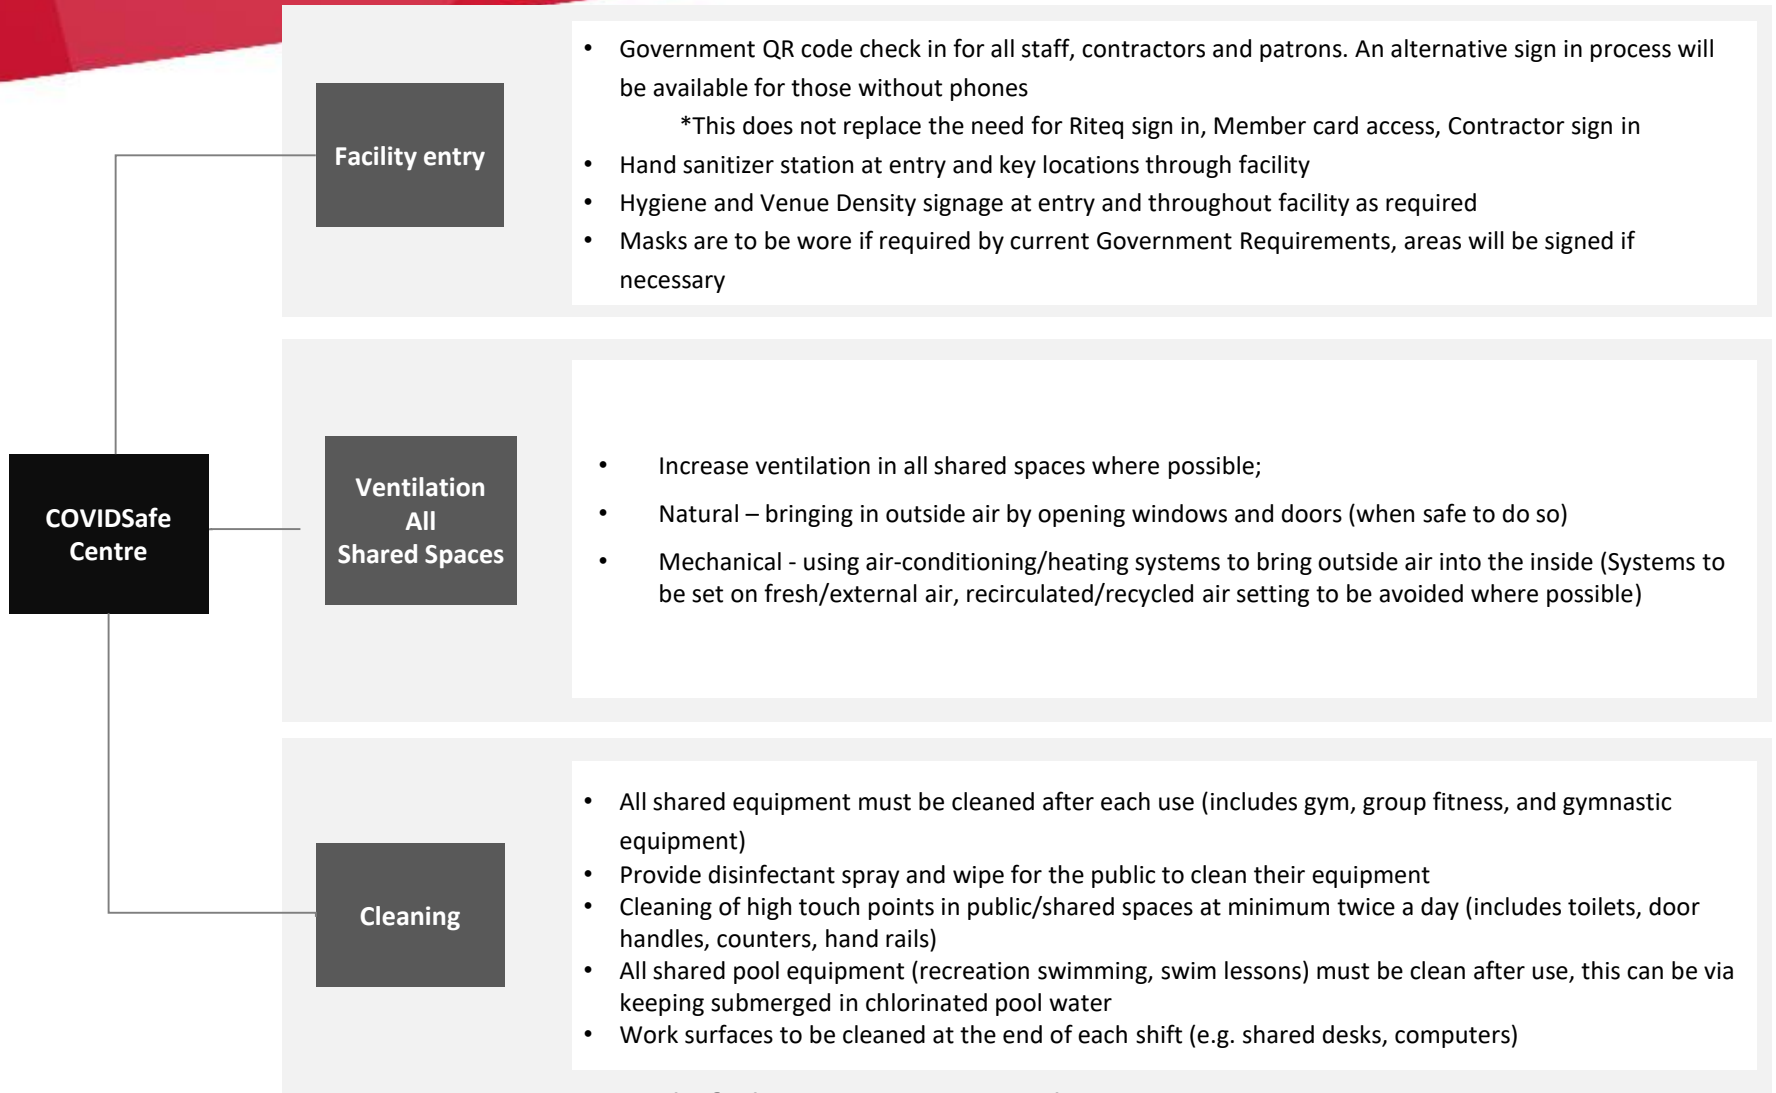 • Government QR code check in for all staff, contractors and patrons. An alternative sign in process will
be available for those without phones
*This does not replace the need for Riteq sign in, Member card access, Contractor sign in
Facility entry
• Hand sanitizer station at entry and key locations through facility
• Hygiene and Venue Density signage at entry and throughout facility as required
• Masks are to be wore if required by current Government Requirements, areas will be signed if
necessary
COVIDSafe
Centre
Ventilation
All
Shared Spaces
• Increase ventilation in all shared spaces where possible;
• Natural – bringing in outside air by opening windows and doors (when safe to do so)
• Mechanical - using air-conditioning/heating systems to bring outside air into the inside (Systems to
be set on fresh/external air, recirculated/recycled air setting to be avoided where possible)
Cleaning
• All shared equipment must be cleaned after each use (includes gym, group fitness, and gymnastic
equipment)
• Provide disinfectant spray and wipe for the public to clean their equipment
• Cleaning of high touch points in public/shared spaces at minimum twice a day (includes toilets, door
handles, counters, hand rails)
• All shared pool equipment (recreation swimming, swim lessons) must be clean after use, this can be via
keeping submerged in chlorinated pool water
• Work surfaces to be cleaned at the end of each shift (e.g. shared desks, computers)